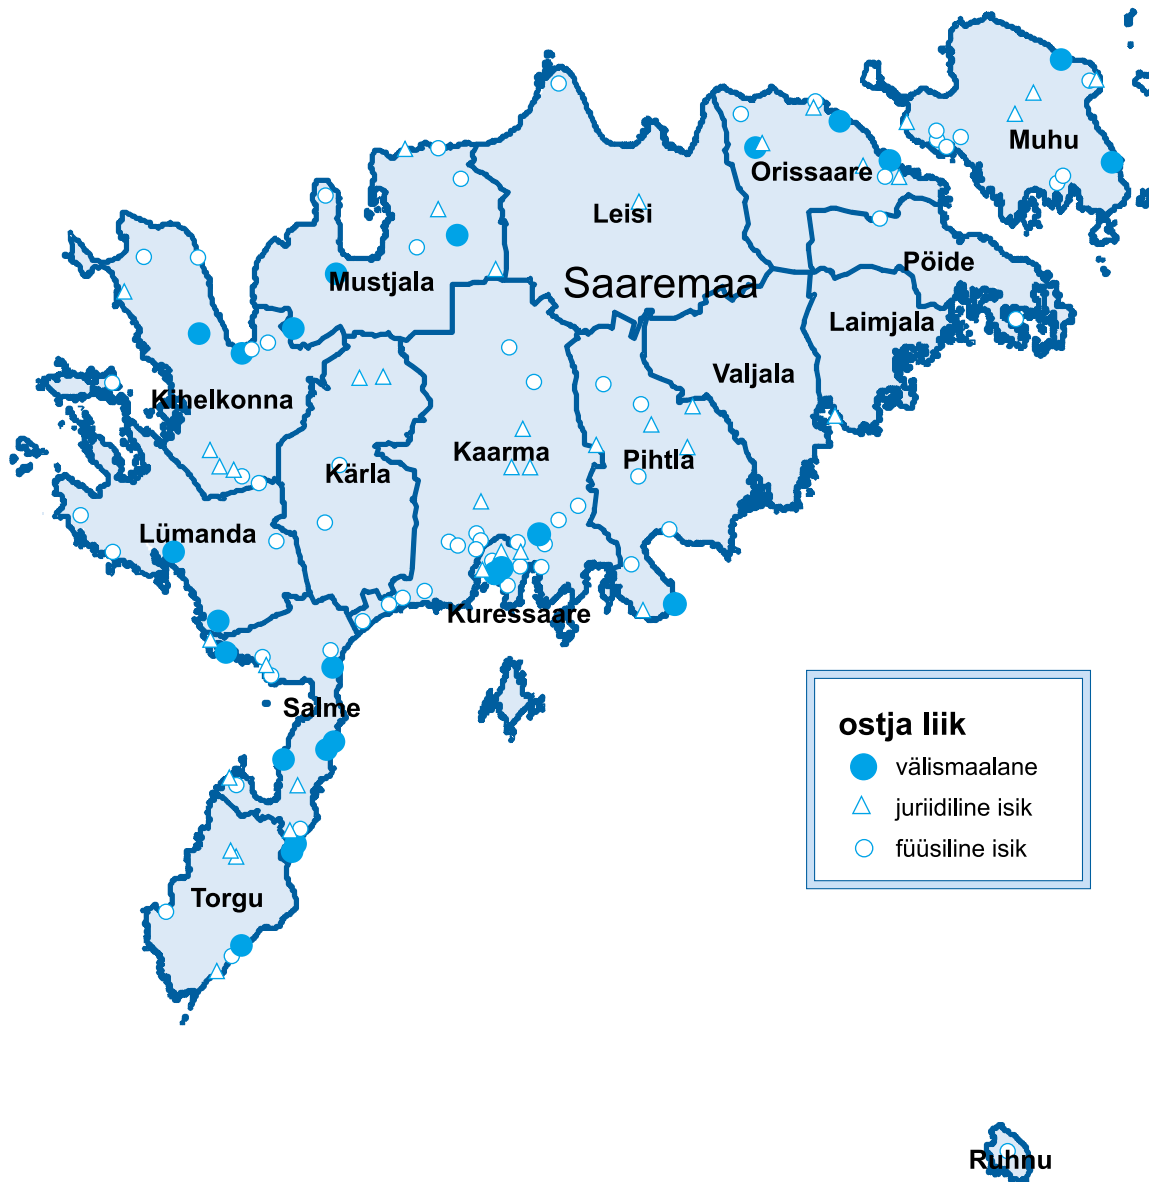 Muhu
Orissaare
Leisi
Pöide
Mustjala
Saaremaa
Laimjala
Valjala
Kihelkonna
Kaarma
Pihtla
Kärla
Lümanda
Kuressaare
Salme
Torgu
Ruhnu
ostja liik
välismaalane
juriidiline isik
füüsiline isik